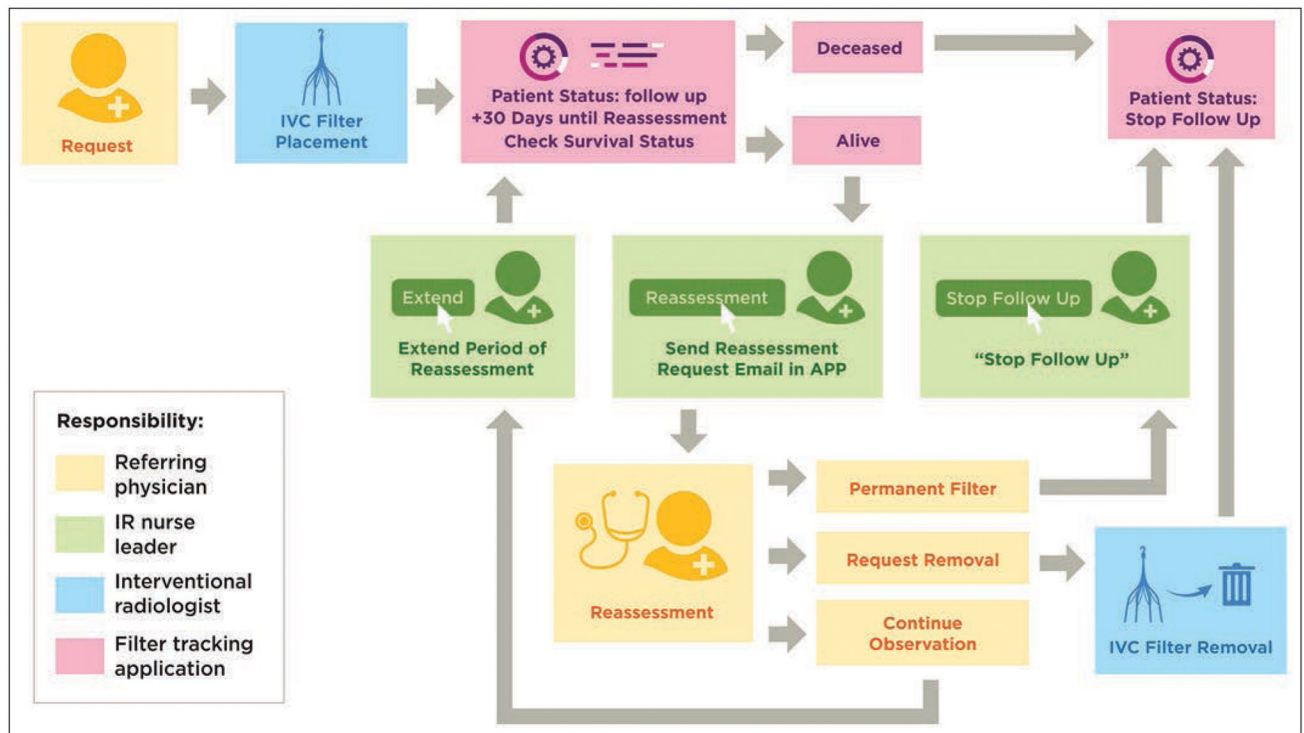 Request
IVC Filter
Placement
Patient Status: follow up
+30 Days until Reassessment
Check Survival Status
Deceased
Alive
Patient Status:
Stop Follow Up
Extend
Extend Period of
Reassessment
Reassessment
Send Reassessment
Request Email in APP
Stop Follow Up
“Stop Follow Up”
Responsibility:
Referring
physician
IR nurse
leader
Interventional
radiologist
Filter tracking
application
Reassessment
Permanent Filter
Request Removal
Continue
Observation
IVC Filter Removal